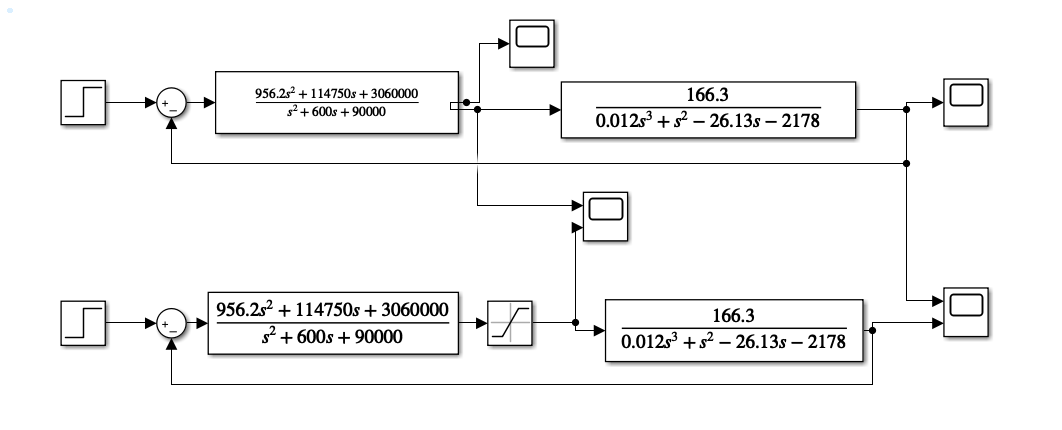 956.2s² + 114750s + 3060000
s² + 600s + 90000
166.3
0.012s³ + s² − 26.13s − 2178
+
−
956.2s² + 114750s + 3060000
s² + 600s + 90000
166.3
0.012s³ + s² − 26.13s − 2178
+
−